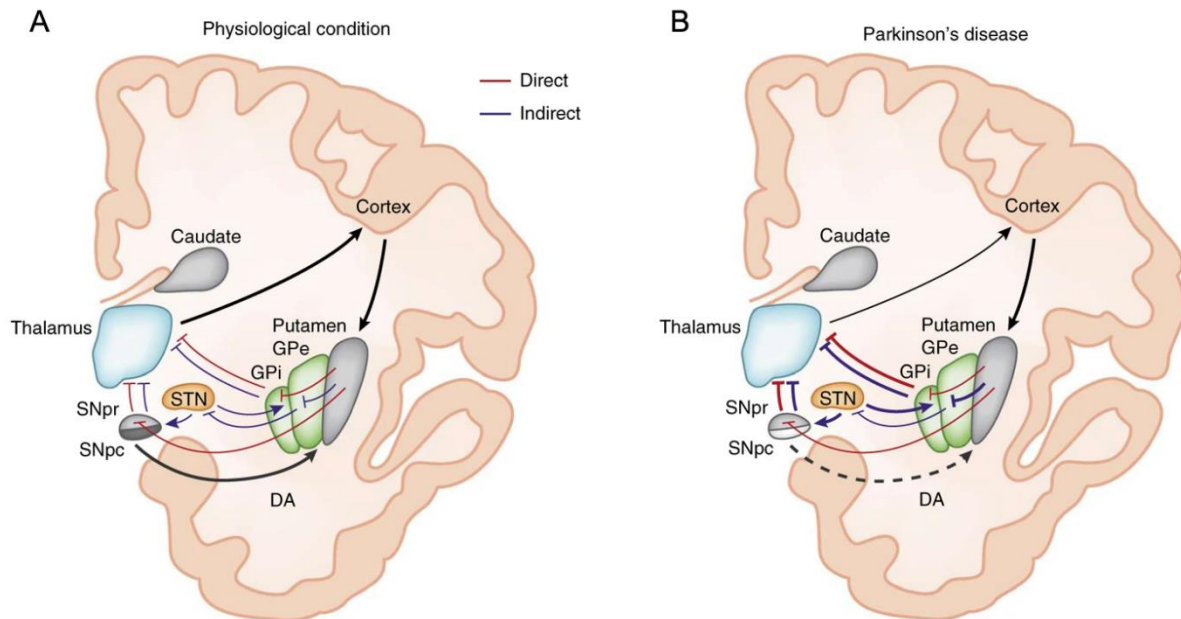 A
Physiological condition
Direct
Indirect
Cortex
Caudate
Thalamus
Putamen
GPe
GPi
STN
SNpr
SNpc
DA
B
Parkinson's disease
Cortex
Caudate
Thalamus
Putamen
GPe
GPi
STN
SNpr
SNpc
DA